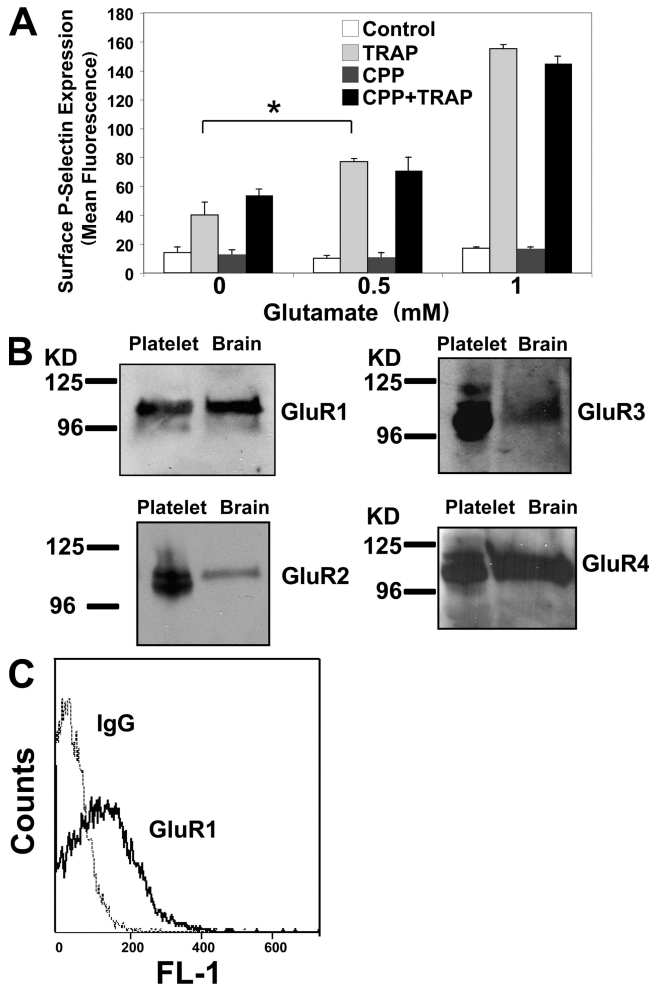 A
Surface P-Selectin Expression
(Mean Fluorescence)
180
160
140
120
100
80
60
40
20
0
Control
TRAP
CPP
CPP+TRAP
*
0
0.5
1
Glutamate (mM)
B
KD
Platelet Brain
125
96
GluR1
KD
Platelet Brain
125
96
GluR3
Platelet Brain
125
96
GluR2
KD
Platelet Brain
125
96
GluR4
C
Counts
IgG
GluR1
0 200 400 600
FL-1